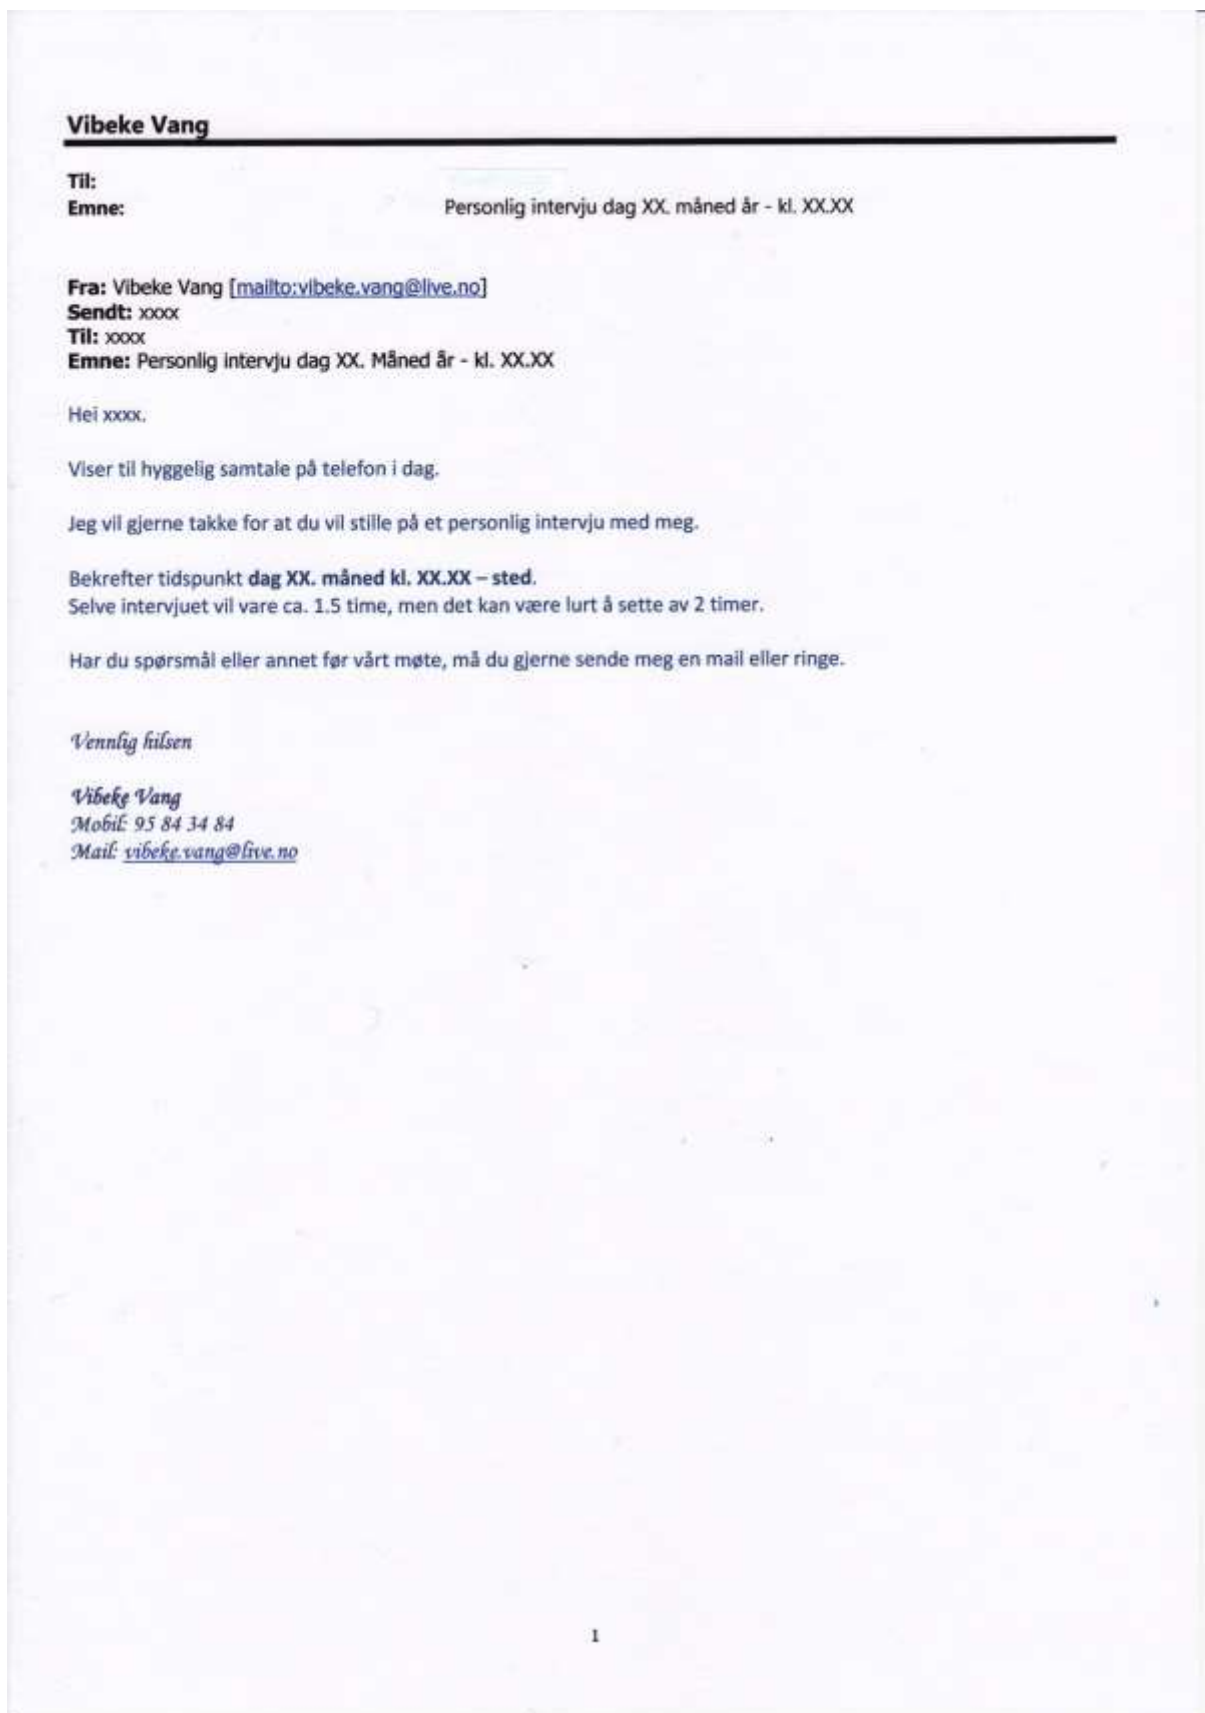 Vibeke Vang
Til:
Emne: Personlig intervju dag XX. måned år - kl. XX.XX
Fra: Vibeke Vang [mailto:vibeke.vang@live.no]
Sendt: xxxx
Til: xxxx
Emne: Personlig intervju dag XX. Måned år - kl. XX.XX
Hei xxxx.
Viser til hyggelig samtale på telefon i dag.
Jeg vil gjerne takke for at du vil stille på et personlig intervju med meg.
Bekrefter tidspunkt dag XX. måned kl. XX.XX – sted.
Selve intervjuet vil vare ca. 1.5 time, men det kan være lurt å sette av 2 timer.
Har du spørsmål eller annet før vårt møte, må du gjerne sende meg en mail eller ringe.
Vennlig hilsen
Vibeke Vang
Mobil: 95 84 34 84
Mail: vibeke.vang@live.no
1